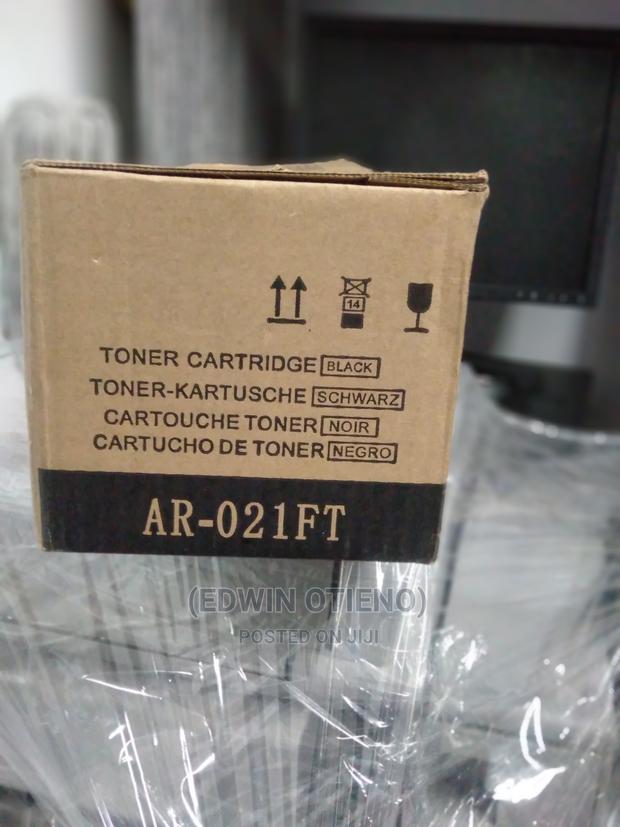 14
TONER CARTRIDGE BLACK
TONER-KARTUSCHE SCHWARZ
CARTOUCHE TONER NOIR
CARTUCHO DE TONER NEGRO
AR-021FT
(EDWIN OTIENO)
POSTED ON JIJI